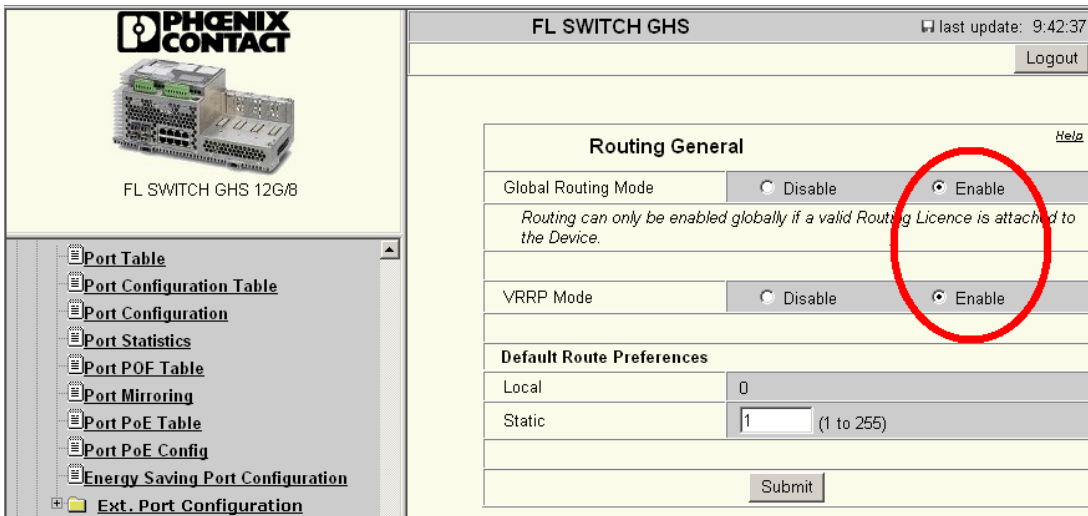 PHŒNIX
CONTACT
FL SWITCH GHS 12G/8
Port Table
Port Configuration Table
Port Configuration
Port Statistics
Port POF Table
Port Mirroring
Port PoE Table
Port PoE Config
Energy Saving Port Configuration
Ext. Port Configuration
FL SWITCH GHS last update: 9:42:37
Logout
Routing General Help
Global Routing Mode Disable Enable
Routing can only be enabled globally if a valid Routing Licence is attached to
the Device.
VRRP Mode Disable Enable
Default Route Preferences
Local 0
Static 1 (1 to 255)
Submit